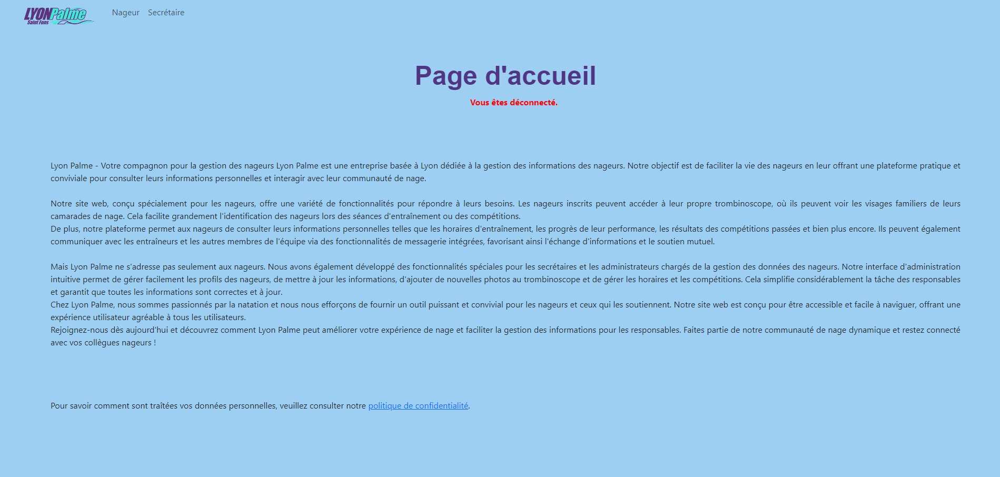 LYONPalme
Saint Fons
Nageur Secrétaire
Page d'accueil
Vous êtes déconnecté.
Lyon Palme - Votre compagnon pour la gestion des nageurs Lyon Palme est une entreprise basée à Lyon dédiée à la gestion des informations des nageurs. Notre objectif est de faciliter la vie des nageurs en leur offrant une plateforme pratique et
conviviale pour consulter leurs informations personnelles et interagir avec leur communauté de nage.
Notre site web, conçu spécialement pour les nageurs, offre une variété de fonctionnalités pour répondre à leurs besoins. Les nageurs inscrits peuvent accéder à leur propre trombinoscope, où ils peuvent voir les visages familiers de leurs
camarades de nage. Cela facilite grandement l'identification des nageurs lors des séances d'entraînement ou des compétitions.
De plus, notre plateforme permet aux nageurs de consulter leurs informations personnelles telles que les horaires d'entraînement, les progrès de leur performance, les résultats des compétitions passées et bien plus encore. Ils peuvent également
communiquer avec les entraîneurs et les autres membres de l'équipe via des fonctionnalités de messagerie intégrées, favorisant ainsi l'échange d'informations et le soutien mutuel.
Mais Lyon Palme ne s'adresse pas seulement aux nageurs. Nous avons également développé des fonctionnalités spéciales pour les secrétaires et les administrateurs chargés de la gestion des données des nageurs. Notre interface d'administration
intuitive permet de gérer facilement les profils des nageurs, de mettre à jour les informations, d'ajouter de nouvelles photos au trombinoscope et de gérer les horaires et les compétitions. Cela simplifie considérablement la tâche des responsables
et garantit que toutes les informations sont correctes et à jour.
Chez Lyon Palme, nous sommes passionnés par la natation et nous nous efforçons de fournir un outil puissant et convivial pour les nageurs et ceux qui les soutiennent. Notre site web est conçu pour être accessible et facile à naviguer, offrant une
expérience utilisateur agréable à tous les utilisateurs.
Rejoignez-nous dès aujourd'hui et découvrez comment Lyon Palme peut améliorer votre expérience de nage et faciliter la gestion des informations pour les responsables. Faites partie de notre communauté de nage dynamique et restez connecté
avec vos collègues nageurs !
Pour savoir comment sont traîtées vos données personnelles, veuillez consulter notre politique de confidentialité.